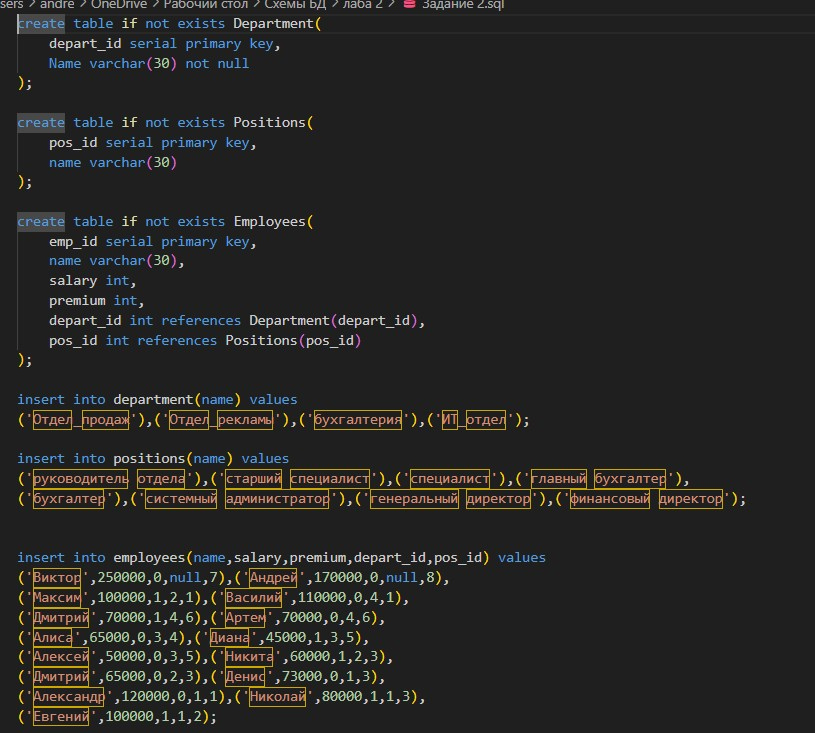 sers > andre > OneDrive > Рабочий стол > Схемы БД > лаба 2 > Задание 2.sql
create table if not exists Department(
depart_id serial primary key,
Name varchar(30) not null
);
create table if not exists Positions(
pos_id serial primary key,
name varchar(30)
);
create table if not exists Employees(
emp_id serial primary key,
name varchar(30),
salary int,
premium int,
depart_id int references Department(depart_id),
pos_id int references Positions(pos_id)
);
insert into department(name) values
('Отдел_продаж'),('Отдел_рекламы'),('бухгалтерия'),('ИТ_отдел');
insert into positions(name) values
('руководитель отдела'),('старший специалист'),('специалист'),('главный бухгалтер'),
('бухгалтер'),('системный администратор'),('генеральный директор'),('финансовый директор');
insert into employees(name,salary,premium,depart_id,pos_id) values
('Виктор',250000,0,null,7),('Андрей',170000,0,null,8),
('Максим',100000,1,2,1),('Василий',110000,0,4,1),
('Дмитрий',70000,1,4,6),('Артем',70000,0,4,6),
('Алиса',65000,0,3,4),('Диана',45000,1,3,5),
('Алексей',50000,0,3,5),('Никита',60000,1,2,3),
('Дмитрий',65000,0,2,3),('Денис',73000,0,1,3),
('Александр',120000,0,1,1),('Николай',80000,1,1,3),
('Евгений',100000,1,1,2);